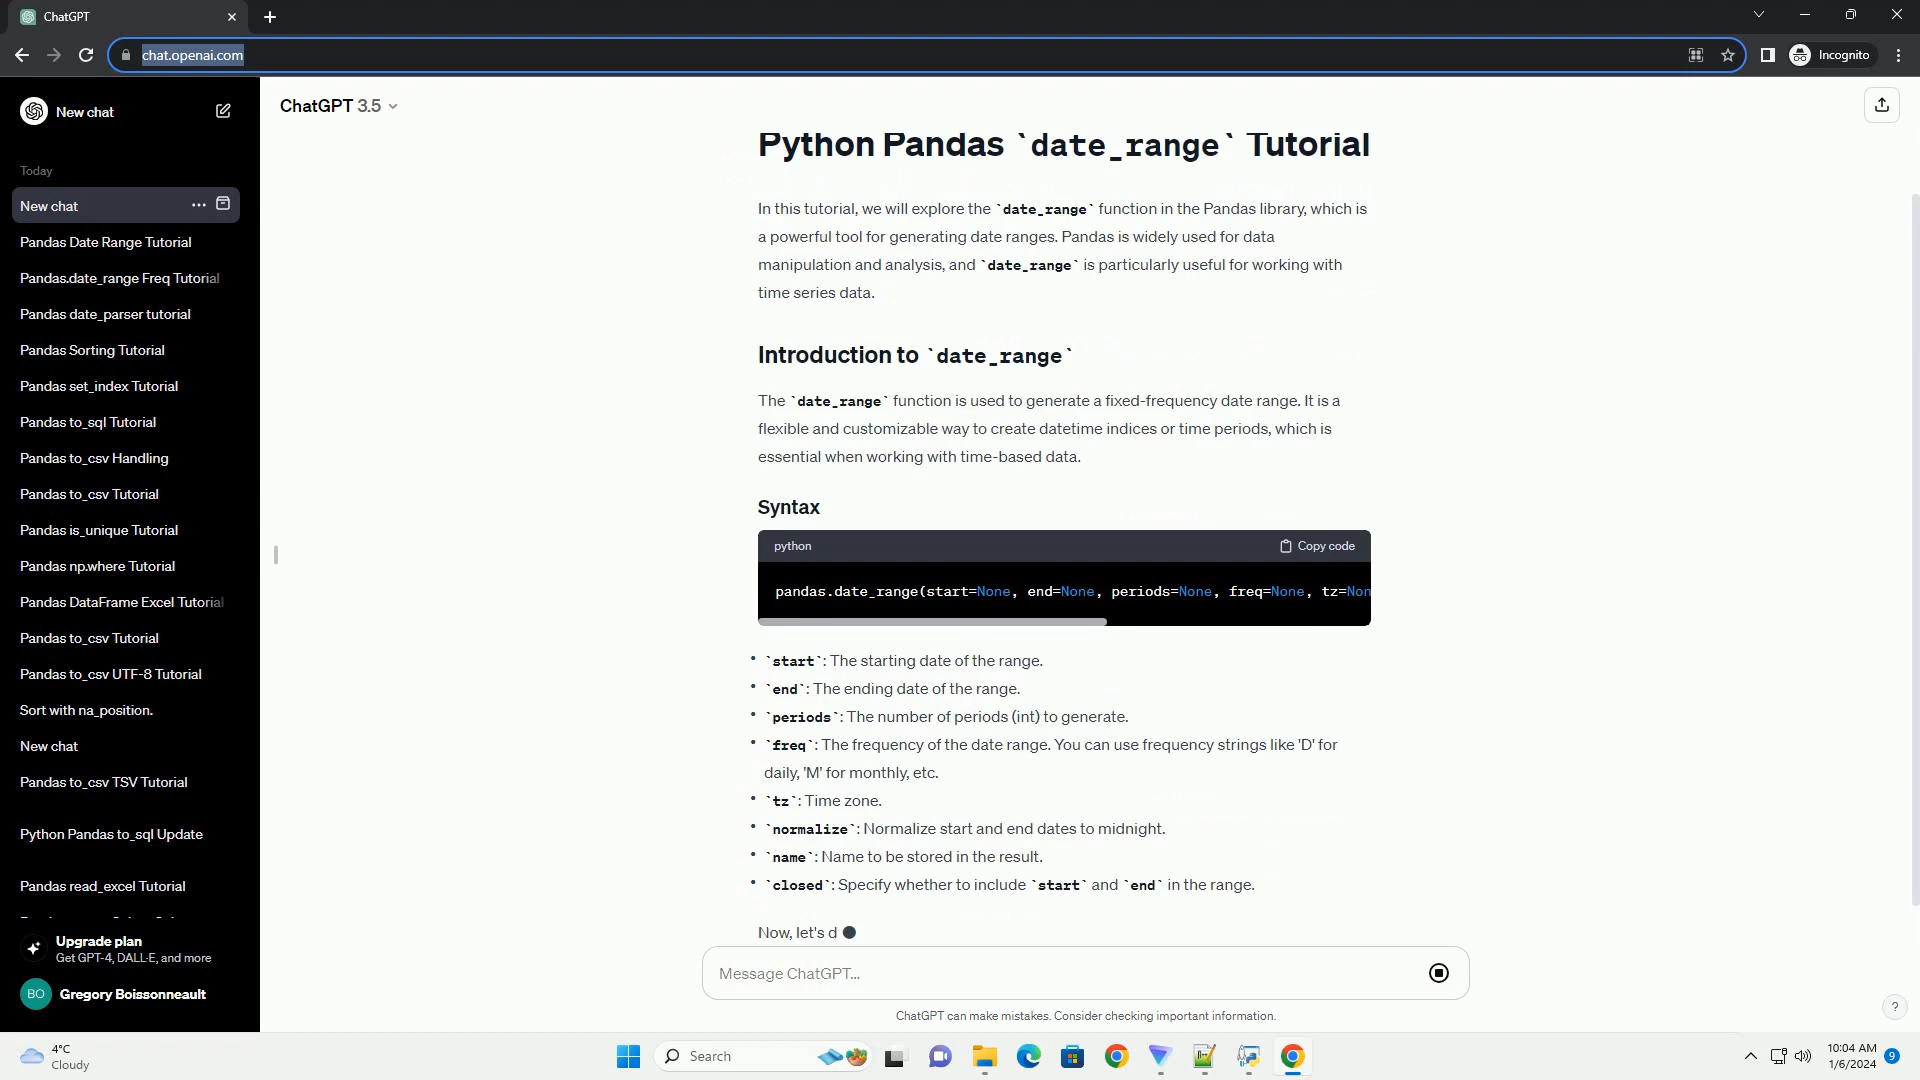 ChatGPT
chat.openai.com
Incognito
New chat
Today
New chat
Pandas Date Range Tutorial
Pandas.date_range Freq Tutorial
Pandas date_parser tutorial
Pandas Sorting Tutorial
Pandas set_index Tutorial
Pandas to_sql Tutorial
Pandas to_csv Handling
Pandas to_csv Tutorial
Pandas is_unique Tutorial
Pandas np.where Tutorial
Pandas DataFrame Excel Tutorial
Pandas to_csv Tutorial
Pandas to_csv UTF-8 Tutorial
Sort with na_position.
New chat
Pandas to_csv TSV Tutorial
Python Pandas to_sql Update
Pandas read_excel Tutorial
Upgrade plan
Get GPT-4, DALL·E, and more
BO
Gregory Boissonneault
ChatGPT 3.5
Python Pandas `date_range` Tutorial
In this tutorial, we will explore the `date_range` function in the Pandas library, which is
a powerful tool for generating date ranges. Pandas is widely used for data
manipulation and analysis, and `date_range` is particularly useful for working with
time series data.
Introduction to `date_range`
The `date_range` function is used to generate a fixed-frequency date range. It is a
flexible and customizable way to create datetime indices or time periods, which is
essential when working with time-based data.
Syntax
python
Copy code
pandas.date_range(start=None, end=None, periods=None, freq=None, tz=Non
• `start`: The starting date of the range.
• `end`: The ending date of the range.
• `periods`: The number of periods (int) to generate.
• `freq`: The frequency of the date range. You can use frequency strings like 'D' for
daily, 'M' for monthly, etc.
• `tz`: Time zone.
• `normalize`: Normalize start and end dates to midnight.
• `name`: Name to be stored in the result.
• `closed`: Specify whether to include `start` and `end` in the range.
Now, let's d
Message ChatGPT...
ChatGPT can make mistakes. Consider checking important information.
?
4°C
Cloudy
Search
10:04 AM
1/6/2024
9